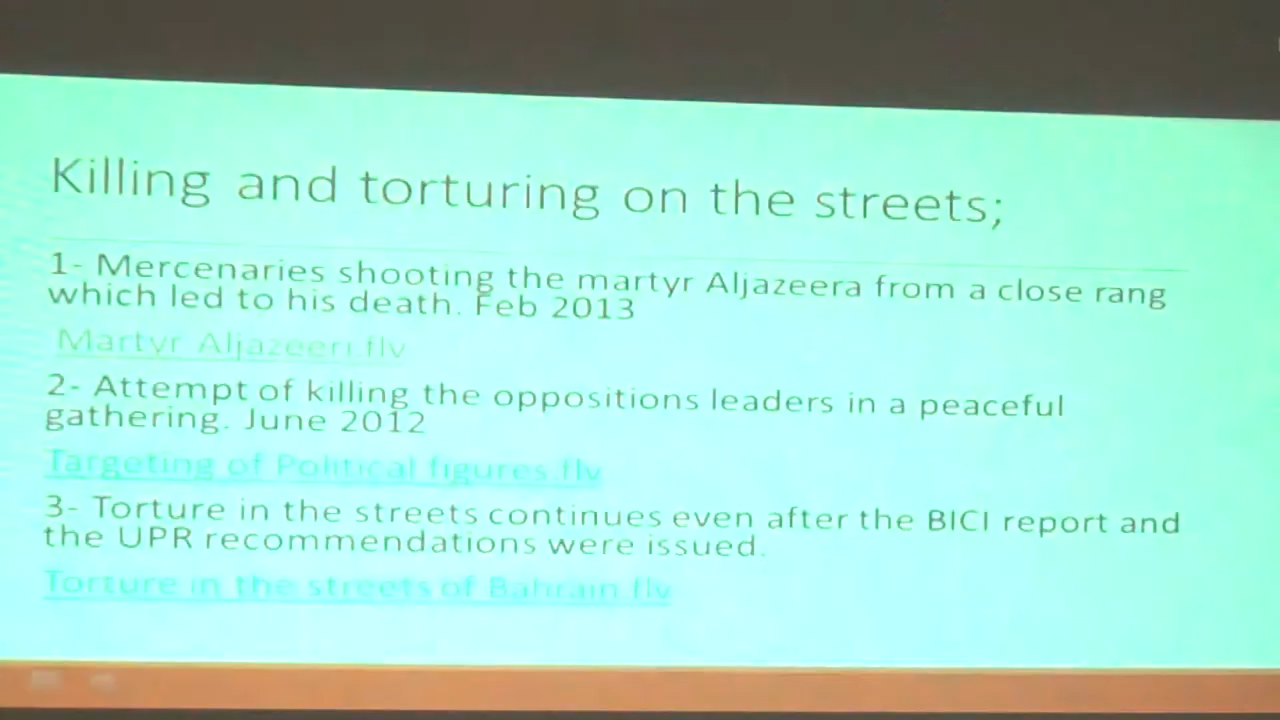 Killing and torturing on the streets;
1- Mercenaries shooting the martyr Aljazeera from a close rang
which led to his death. Feb 2013
Martyr Aljazeeri.flv
2- Attempt of killing the oppositions leaders in a peaceful
gathering. June 2012
Targeting of Political figures.flv
3- Torture in the streets continues even after the BICI report and
the UPR recommendations were issued.
Torture in the streets of Bahrain.flv